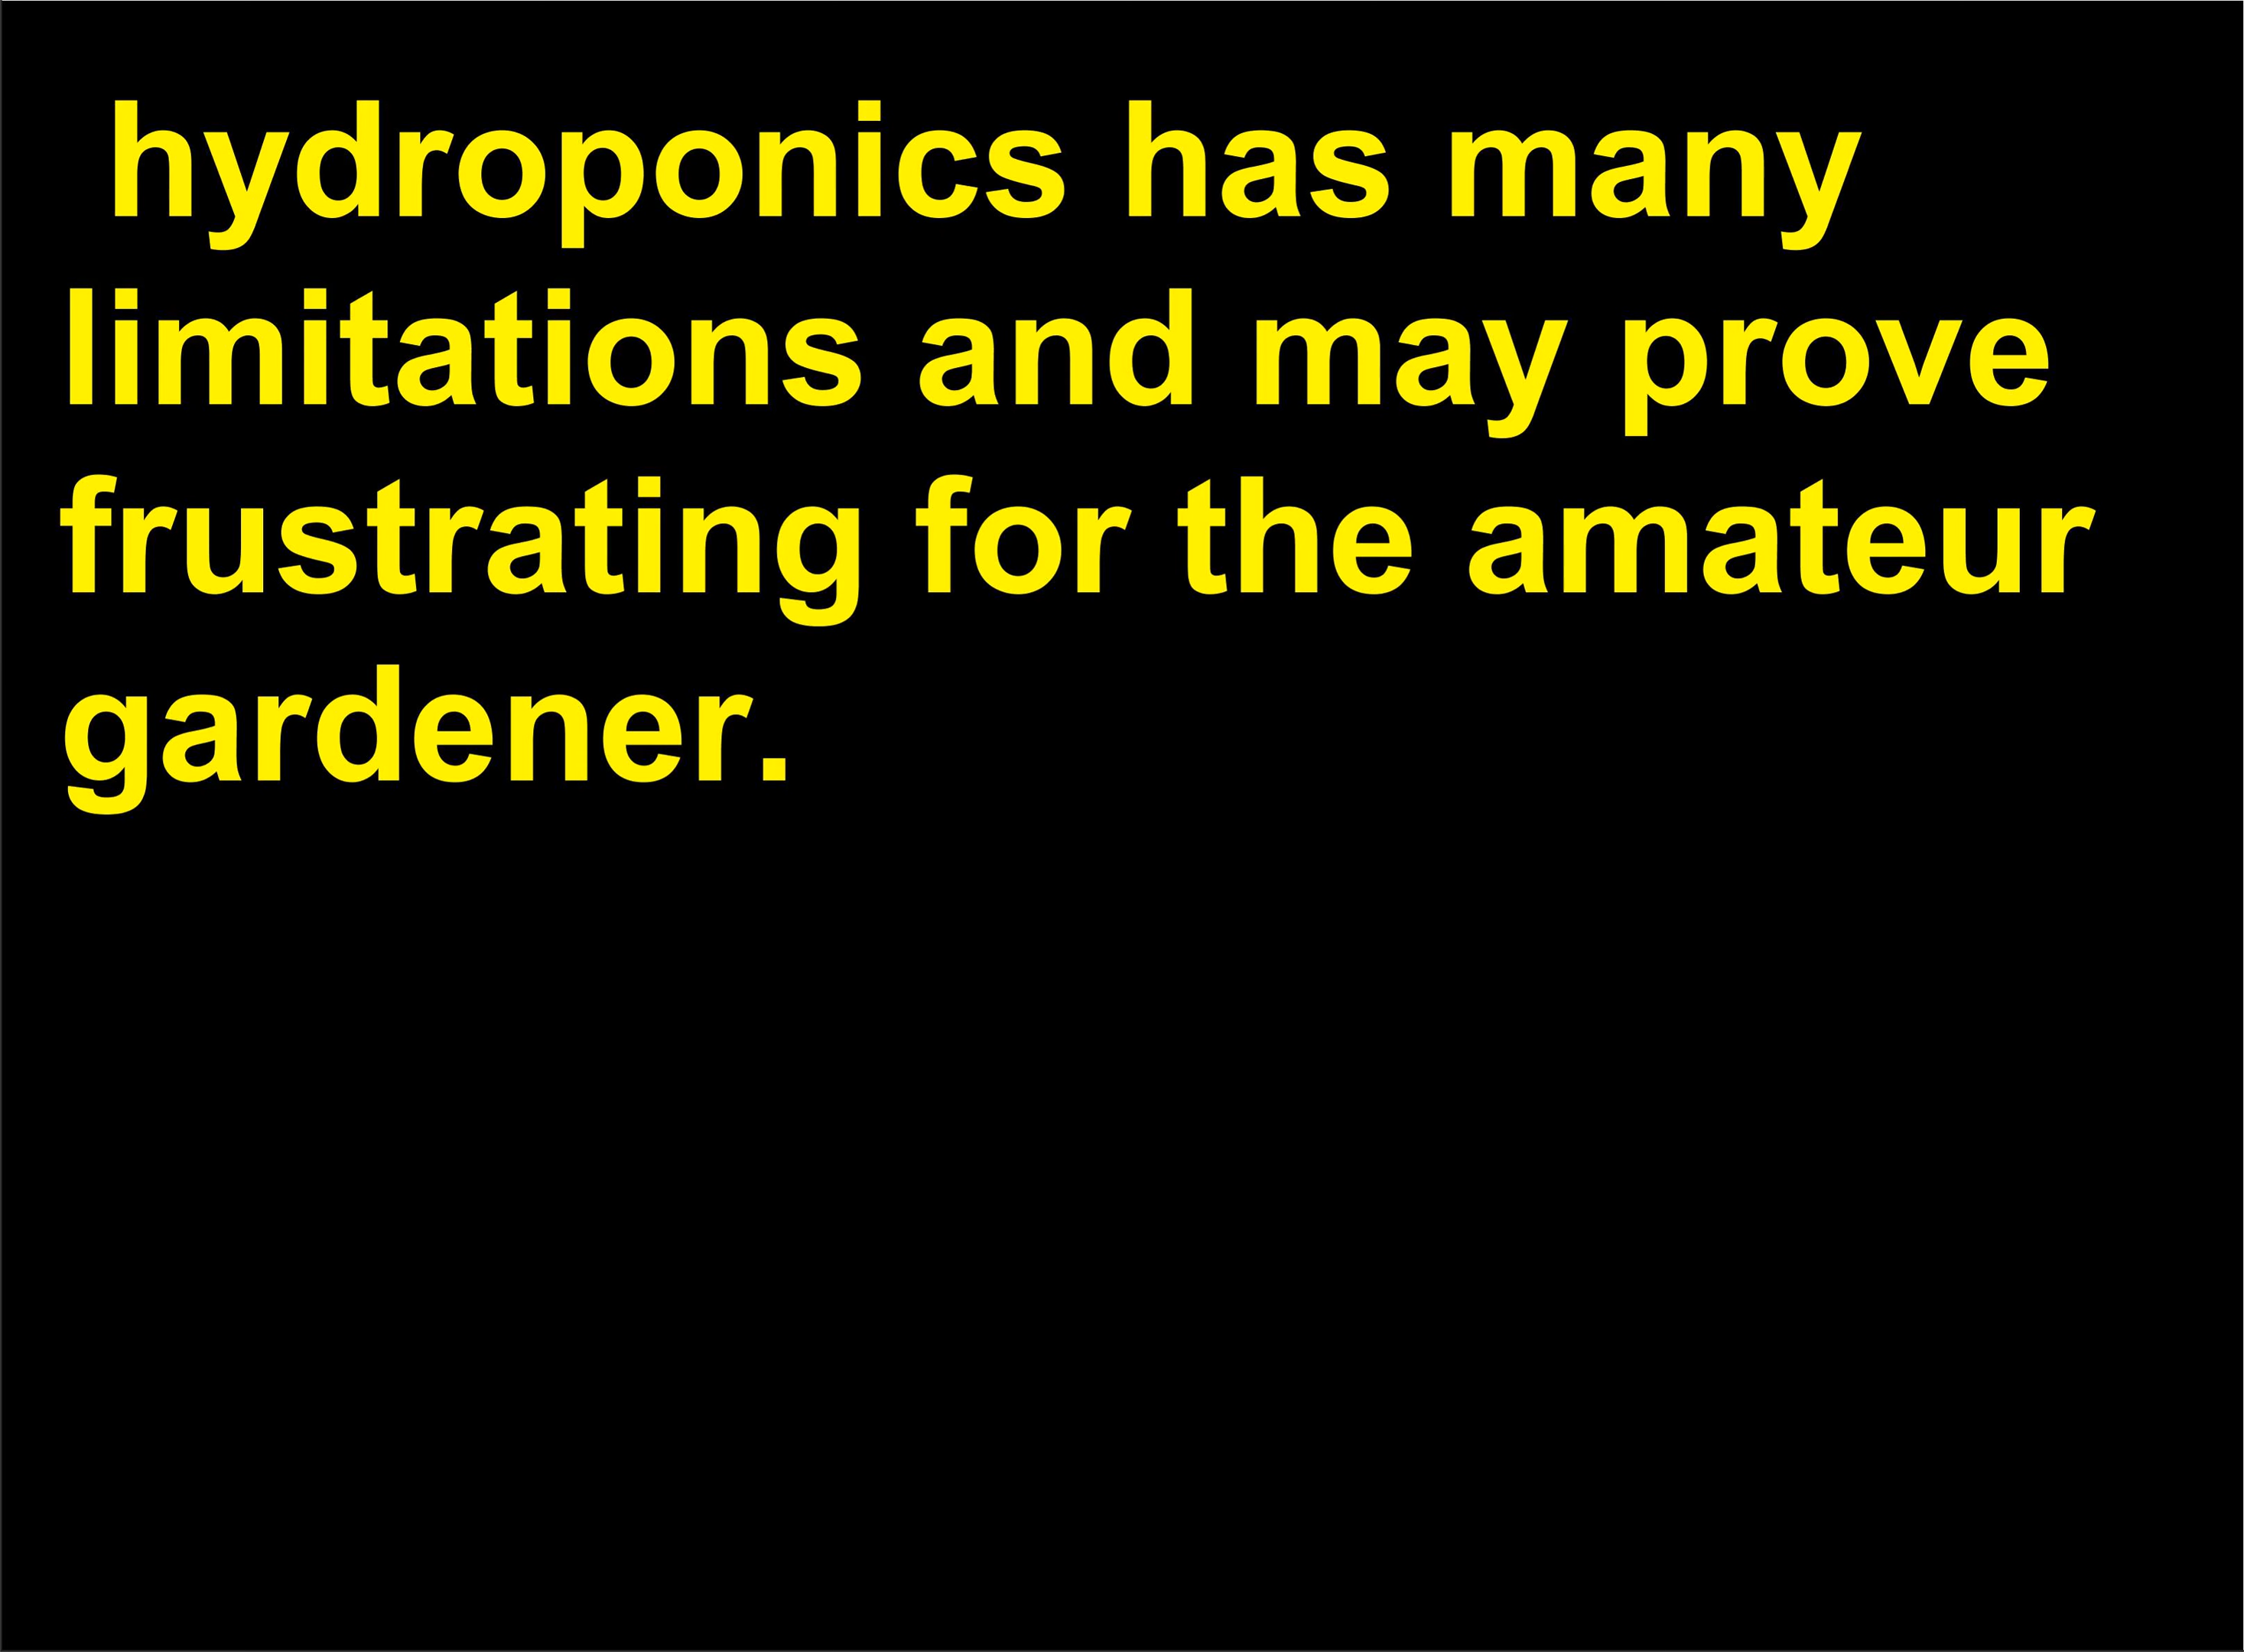 hydroponics has many
limitations and may prove
frustrating for the amateur
gardener.